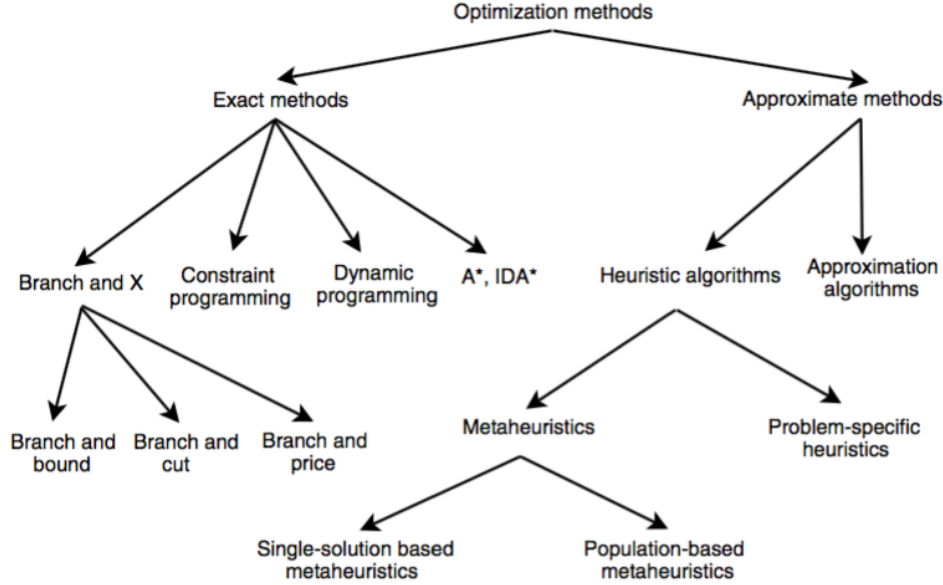 Optimization methods
Exact methods
Approximate methods
Branch and X
Constraint
programming
Dynamic
programming
A*, IDA*
Heuristic algorithms
Approximation
algorithms
Branch and
bound
Branch and
cut
Branch and
price
Metaheuristics
Problem-specific
heuristics
Single-solution based
metaheuristics
Population-based
metaheuristics